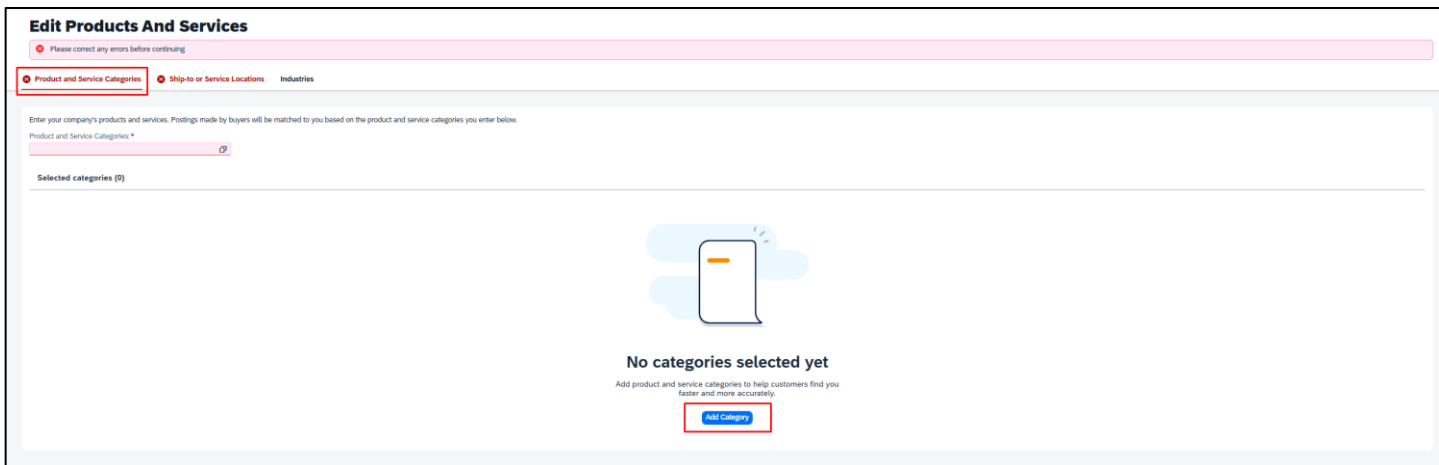 Edit Products And Services
Please correct any errors before continuing
Product and Service Categories
Ship-to or Service Locations
Industries
Enter your company's products and services. Postings made by buyers will be matched to you based on the product and service categories you enter below.
Product and Service Categories: *
Selected categories (0)
No categories selected yet
Add product and service categories to help customers find you
faster and more accurately.
Add Category